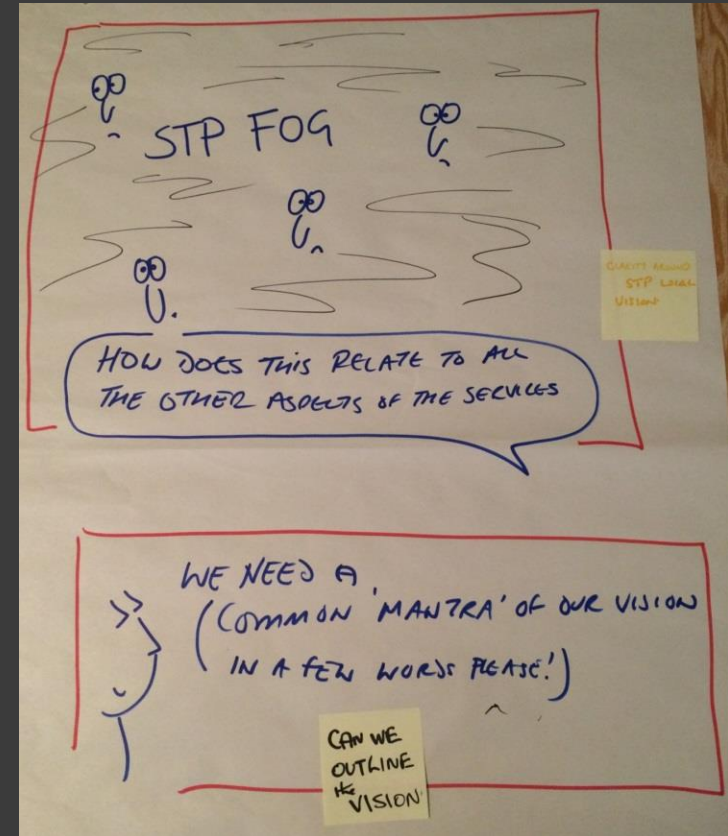 STP FOG
CLARITY AROUND
STP LOCAL
VISION
HOW DOES THIS RELATE TO ALL
THE OTHER ASPECTS OF THE SERVICES
WE NEED A
(COMMON 'MANTRA' OF OUR VISION
IN A FEW WORDS PLEASE!)
CAN WE
OUTLINE
the
VISION